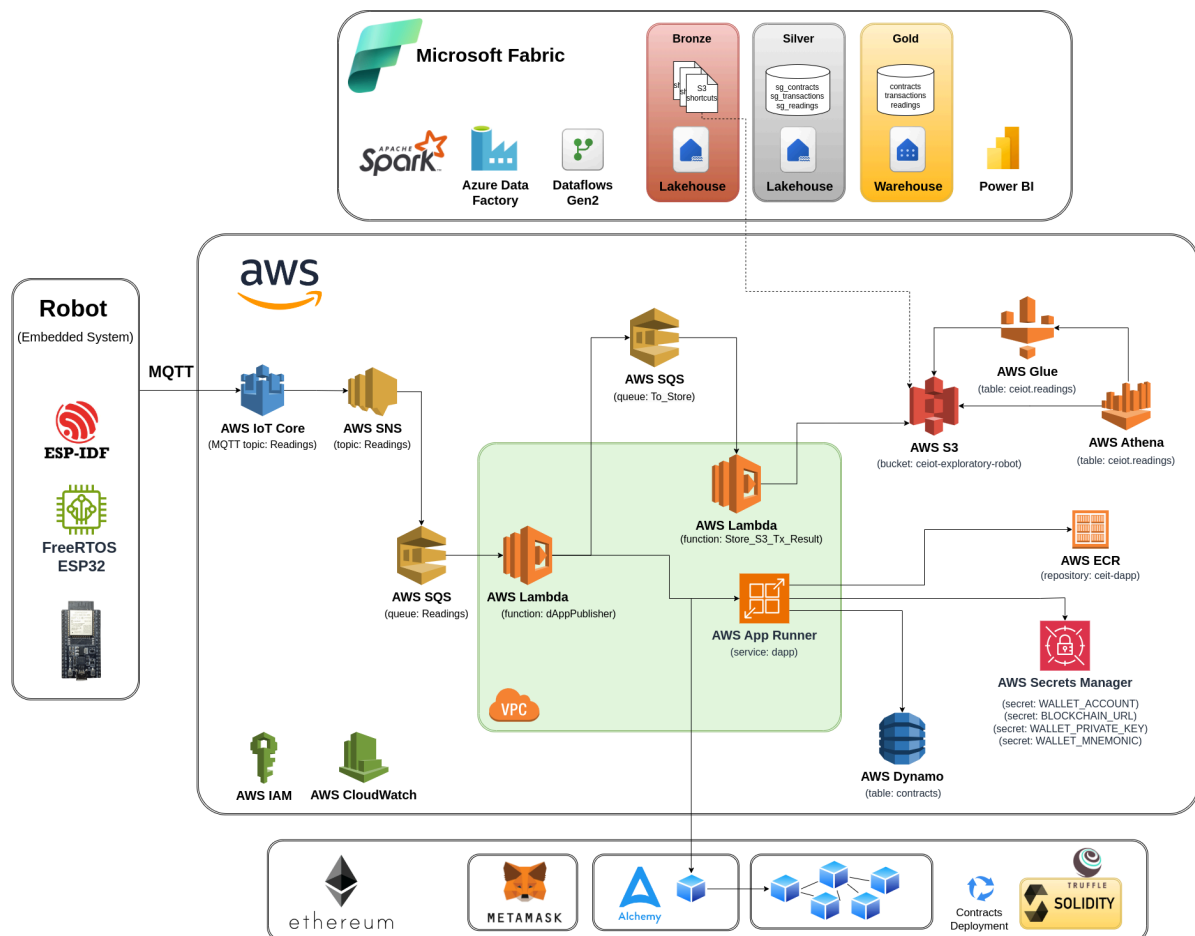 Microsoft Fabric
APACHE
Spark
Azure Data
Factory
Dataflows
Gen2
Bronze
S3
shortcuts
Lakehouse
Silver
sg_contracts
sg_transactions
sg_readings
Lakehouse
Gold
contracts
transactions
readings
Warehouse
Power BI
Robot
(Embedded System)
ESP-IDF
FreeRTOS
ESP32
MQTT
aws
AWS IoT Core
(MQTT topic: Readings)
AWS SNS
(topic: Readings)
AWS SQS
(queue: To_Store)
AWS SQS
(queue: Readings)
AWS Lambda
(function: dAppPublisher)
AWS Lambda
(function: Store_S3_Tx_Result)
AWS App Runner
(service: dapp)
VPC
AWS S3
(bucket: ceiot-exploratory-robot)
AWS Glue
(table: ceiot.readings)
AWS Athena
(table: ceiot.readings)
AWS ECR
(repository: ceit-dapp)
AWS Secrets Manager
(secret: WALLET_ACCOUNT)
(secret: BLOCKCHAIN_URL)
(secret: WALLET_PRIVATE_KEY)
(secret: WALLET_MNEMONIC)
AWS Dynamo
(table: contracts)
AWS IAM
AWS CloudWatch
ethereum
METAMASK
Alchemy
Contracts
Deployment
TRUFFLE
SOLIDITY